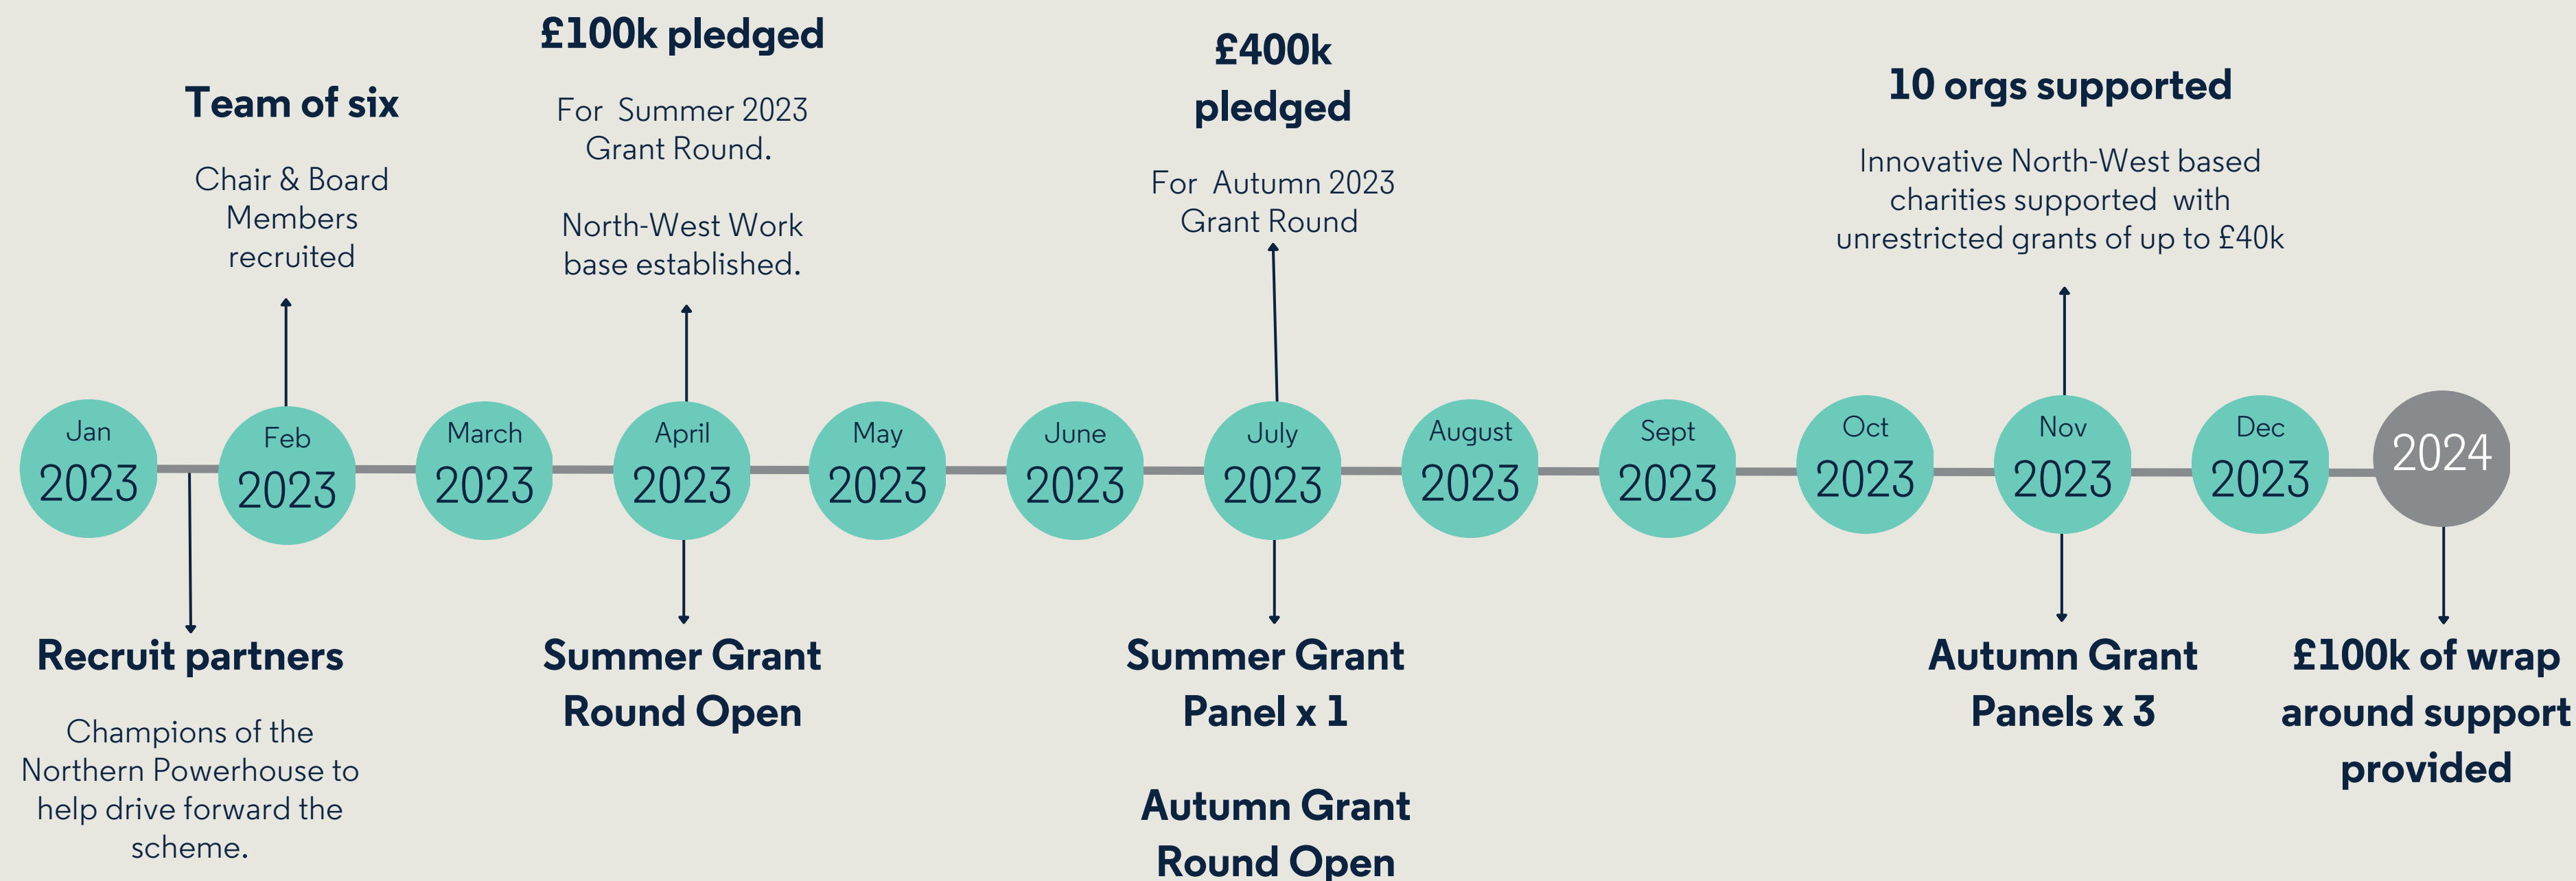 £100k pledged
For Summer 2023
Grant Round.
North-West Work
base established.
£400k
pledged
For Autumn 2023
Grant Round
Team of six
Chair & Board
Members
recruited
10 orgs supported
Innovative North-West based
charities supported with
unrestricted grants of up to £40k
Jan
2023
Feb
2023
March
2023
April
2023
May
2023
June
2023
July
2023
August
2023
Sept
2023
Oct
2023
Nov
2023
Dec
2023
2024
Recruit partners
Champions of the
Northern Powerhouse to
help drive forward the
scheme.
Summer Grant
Round Open
Summer Grant
Panel x 1
Autumn Grant
Round Open
Autumn Grant
Panels x 3
£100k of wrap
around support
provided